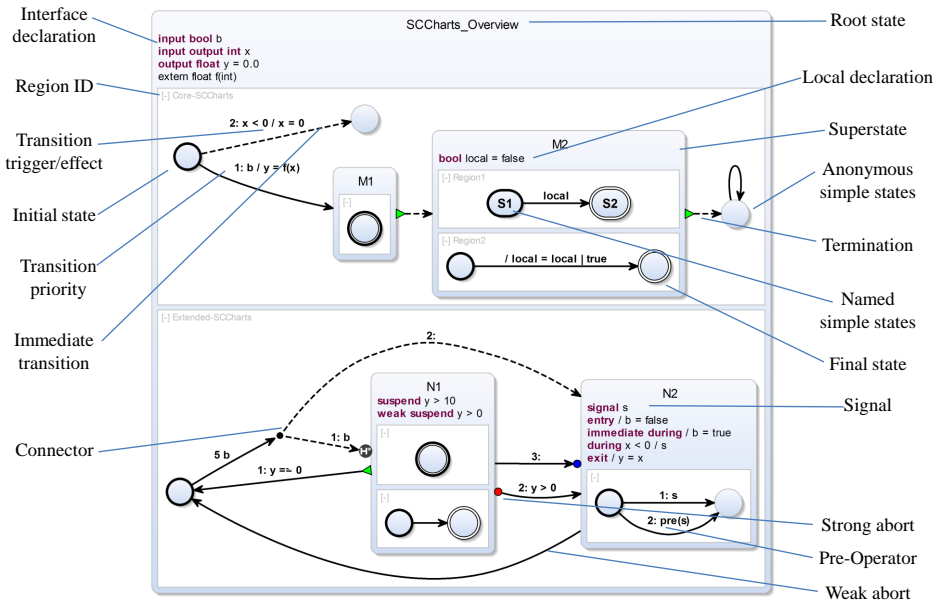 Interface
declaration
Region ID
Transition
trigger/effect
Initial state
Transition
priority
Immediate
transition
Connector
SCCharts_Overview
input bool b
input output int x
output float y = 0.0
extern float f(int)
[-] Core-SCCharts
2: x < 0 / x = 0
1: b / y = f(x)
M1
[-]
M2
bool local = false
[-] Region1
S1
local
S2
[-] Region2
/ local = local | true
[-] Extended-SCCharts
2:
5 b
1: b
H*
1: y == 0
N1
suspend y > 10
weak suspend y > 0
[-]
[-]
3:
2: y > 0
N2
signal s
entry / b = false
immediate during / b = true
during x < 0 / s
exit / y = x
[-]
1: s
2: pre(s)
Root state
Local declaration
Superstate
Anonymous
simple states
Termination
Named
simple states
Final state
Signal
Strong abort
Pre-Operator
Weak abort